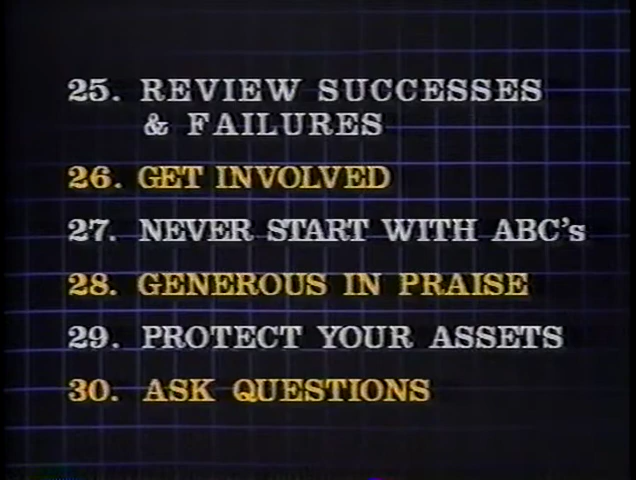 25. REVIEW SUCCESSES
& FAILURES
26. GET INVOLVED
27. NEVER START WITH ABC's
28. GENEROUS IN PRAISE
29. PROTECT YOUR ASSETS
30. ASK QUESTIONS